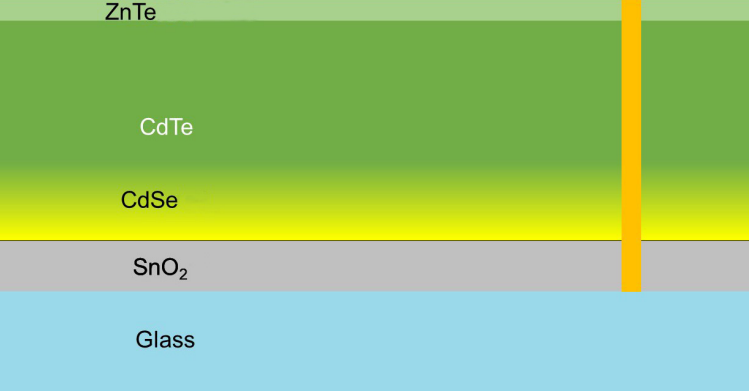 ZnTe
CdTe
CdSe
SnO₂
Glass